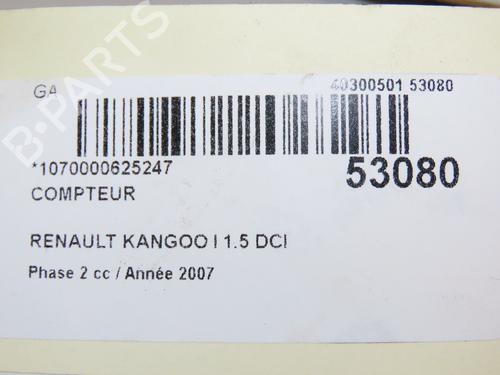 GA
40300501 53080
*1070000625247
53080
COMPTEUR
RENAULT KANGOO I 1.5 DCI
Phase 2 cc / Année 2007
B-PARTS